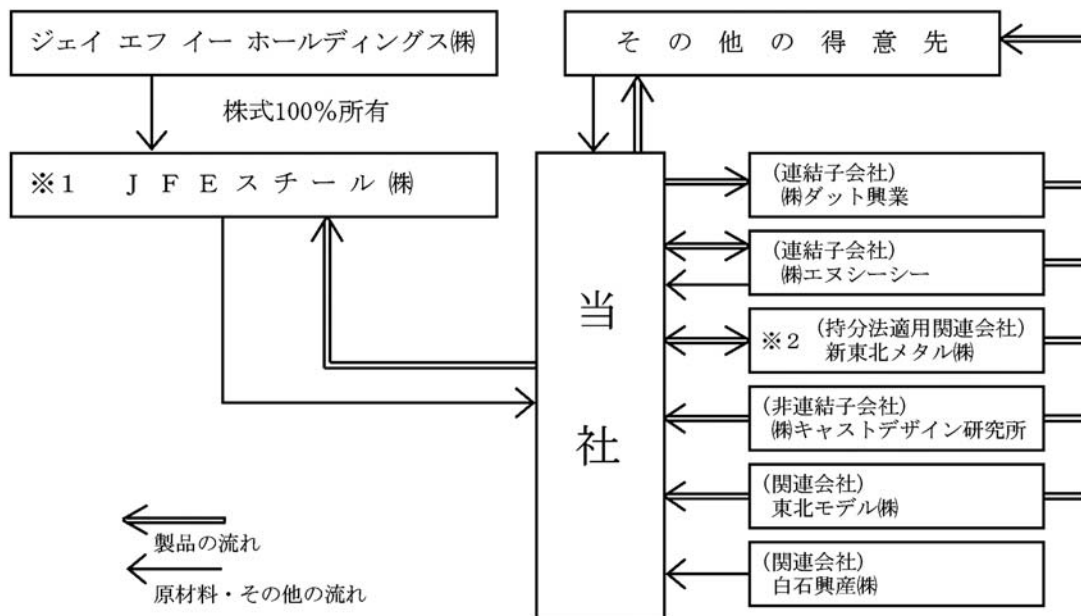 ジェイ エフ イー ホールディングス㈱
そ の 他 の 得 意 先
株式100%所有
※1 J F E ス チ ー ル ㈱
当
社
(連結子会社)
㈱ダット興業
(連結子会社)
㈱エヌシーシー
※2 (持分法適用関連会社)
新東北メタル㈱
(非連結子会社)
㈱キャストデザイン研究所
(関連会社)
東北モデル㈱
(関連会社)
白石興産㈱
製品の流れ
原材料・その他の流れ